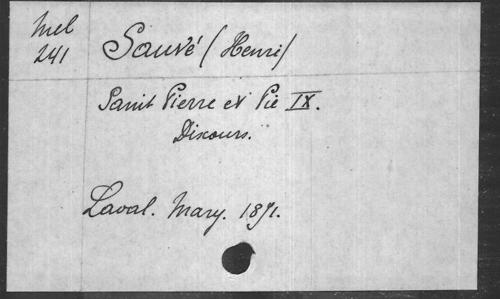 Mel
241
Sauvé (Henri)
Saint Pierre et Pie IX.
Discours.
Laval. Mary. 1871.